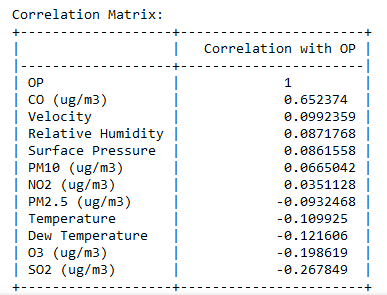 Correlation Matrix:
Correlation with OP
OP 1
CO (ug/m3) 0.652374
Velocity 0.0992359
Relative Humidity 0.0871768
Surface Pressure 0.0861558
PM10 (ug/m3) 0.0665042
NO2 (ug/m3) 0.0351128
PM2.5 (ug/m3) -0.0932468
Temperature -0.109925
Dew Temperature -0.121606
O3 (ug/m3) -0.198619
SO2 (ug/m3) -0.267849